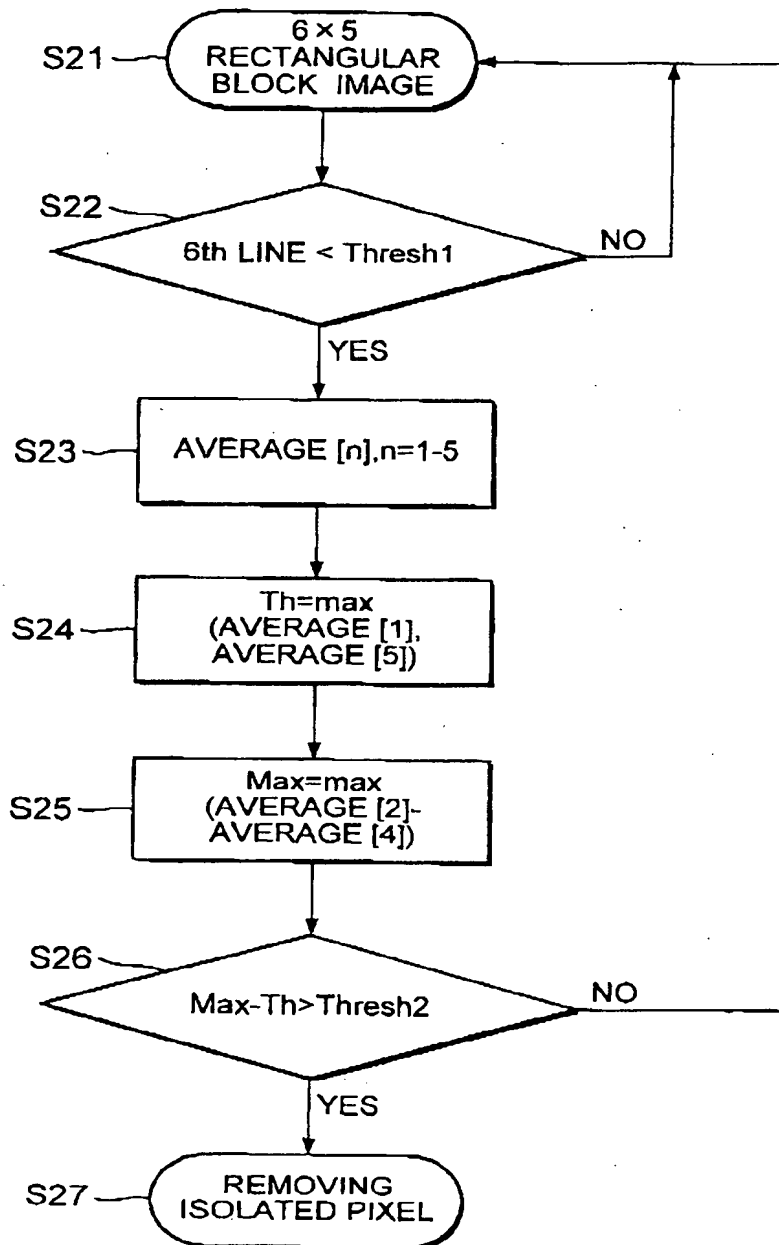 S21
6×5
RECTANGULAR
BLOCK IMAGE
S22
6th LINE < Thresh1
NO
YES
S23
AVERAGE [n],n=1-5
S24
Th=max
(AVERAGE [1],
AVERAGE [5])
S25
Max=max
(AVERAGE [2]-
AVERAGE [4])
S26
Max-Th>Thresh2
NO
YES
S27
REMOVING
ISOLATED PIXEL